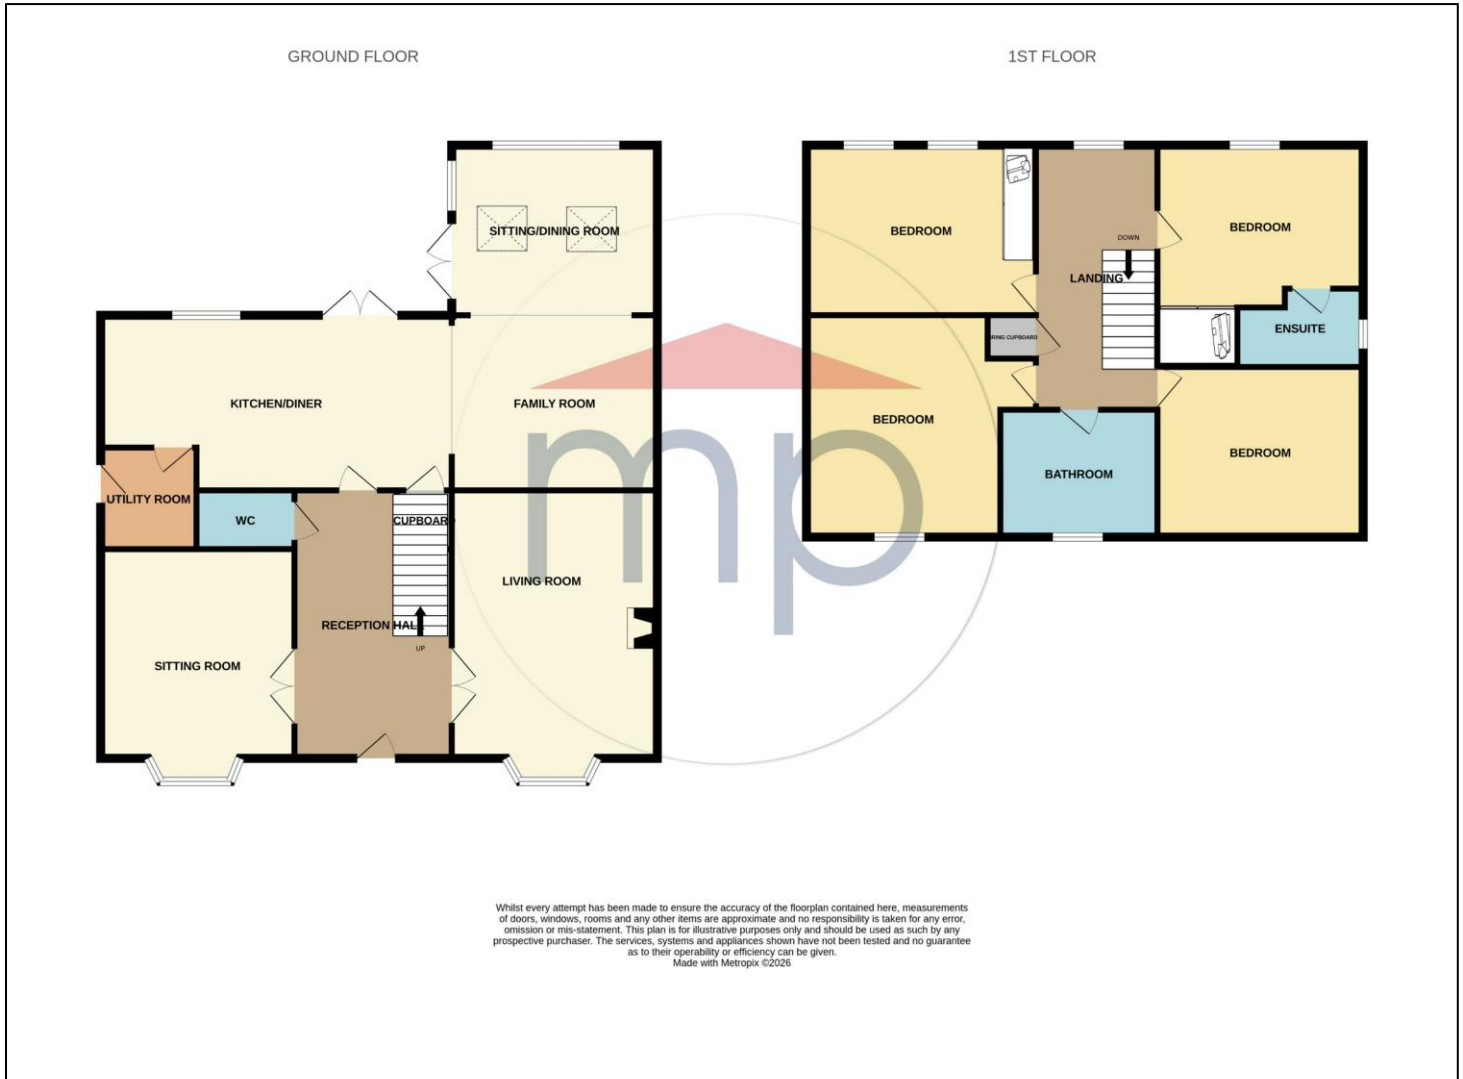 GROUND FLOOR
1ST FLOOR
SITTING/DINING ROOM
KITCHEN/DINER
FAMILY ROOM
UTILITY ROOM
WC
CUPBOARD
LIVING ROOM
RECEPTION HALL
UP
SITTING ROOM
BEDROOM
BEDROOM
DOWN
LANDING
ENSUITE
RING CUPBOARD
BEDROOM
BEDROOM
BATHROOM
mp
Whilst every attempt has been made to ensure the accuracy of the floorplan contained here, measurements
of doors, windows, rooms and any other items are approximate and no responsibility is taken for any error,
omission or mis-statement. This plan is for illustrative purposes only and should be used as such by any
prospective purchaser. The services, systems and appliances shown have not been tested and no guarantee
as to their operability or efficiency can be given.
Made with Metropix ©2026